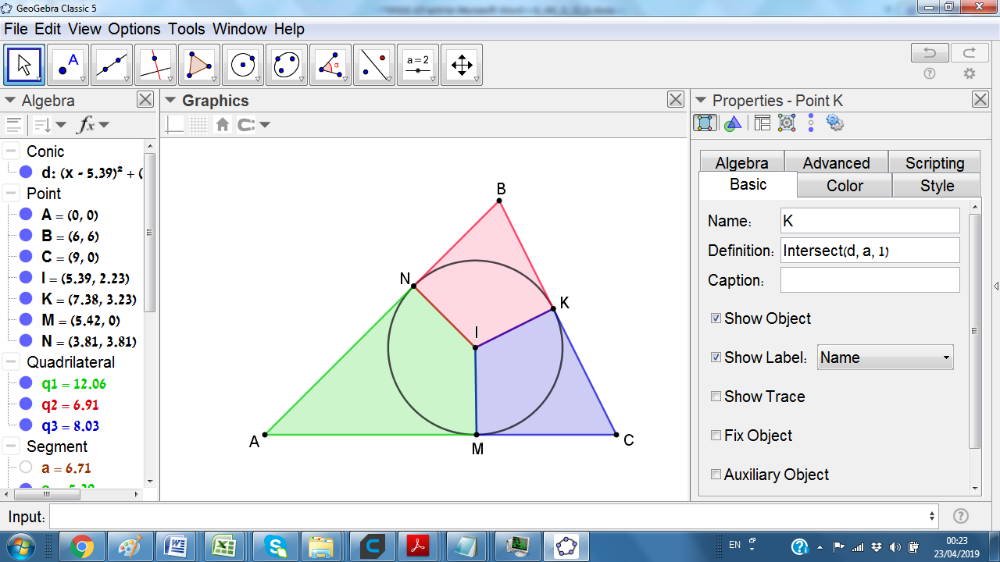 GeoGebra Classic 5
File Edit View Options Tools Window Help
A
α
a = 2
Algebra
Graphics
Properties - Point K
fx
Conic
d: (x - 5.39)² + (
Point
A = (0, 0)
B = (6, 6)
C = (9, 0)
I = (5.39, 2.23)
K = (7.38, 3.23)
M = (5.42, 0)
N = (3.81, 3.81)
Quadrilateral
q1 = 12.06
q2 = 6.91
q3 = 8.03
Segment
a = 6.71
B
N
K
I
A
M
C
Algebra Advanced Scripting
Basic Color Style
Name: K
Definition: Intersect(d, a, 1)
Caption:
Show Object
Show Label: Name
Show Trace
Fix Object
Auxiliary Object
Input:
EN
00:23
23/04/2019